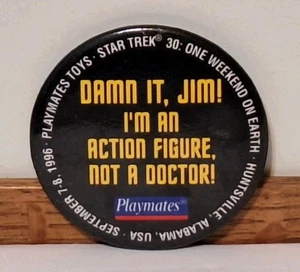 PLAYMATES TOYS · STAR TREK® 30: ONE WEEKEND ON EARTH · HUNTSVILLE, ALABAMA, USA · SEPTEMBER 7-8, 1996 ·
DAMN IT, JIM!
I'M AN
ACTION FIGURE,
NOT A DOCTOR!
Playmates®